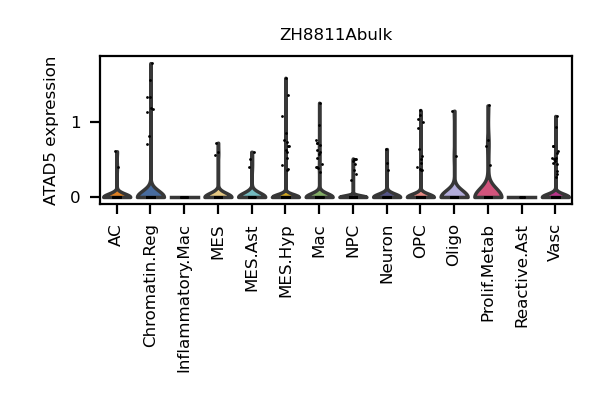 ZH8811Abulk
ATAD5 expression
1
0
AC
Chromatin.Reg
Inflammatory.Mac
MES
MES.Ast
MES.Hyp
Mac
NPC
Neuron
OPC
Oligo
Prolif.Metab
Reactive.Ast
Vasc